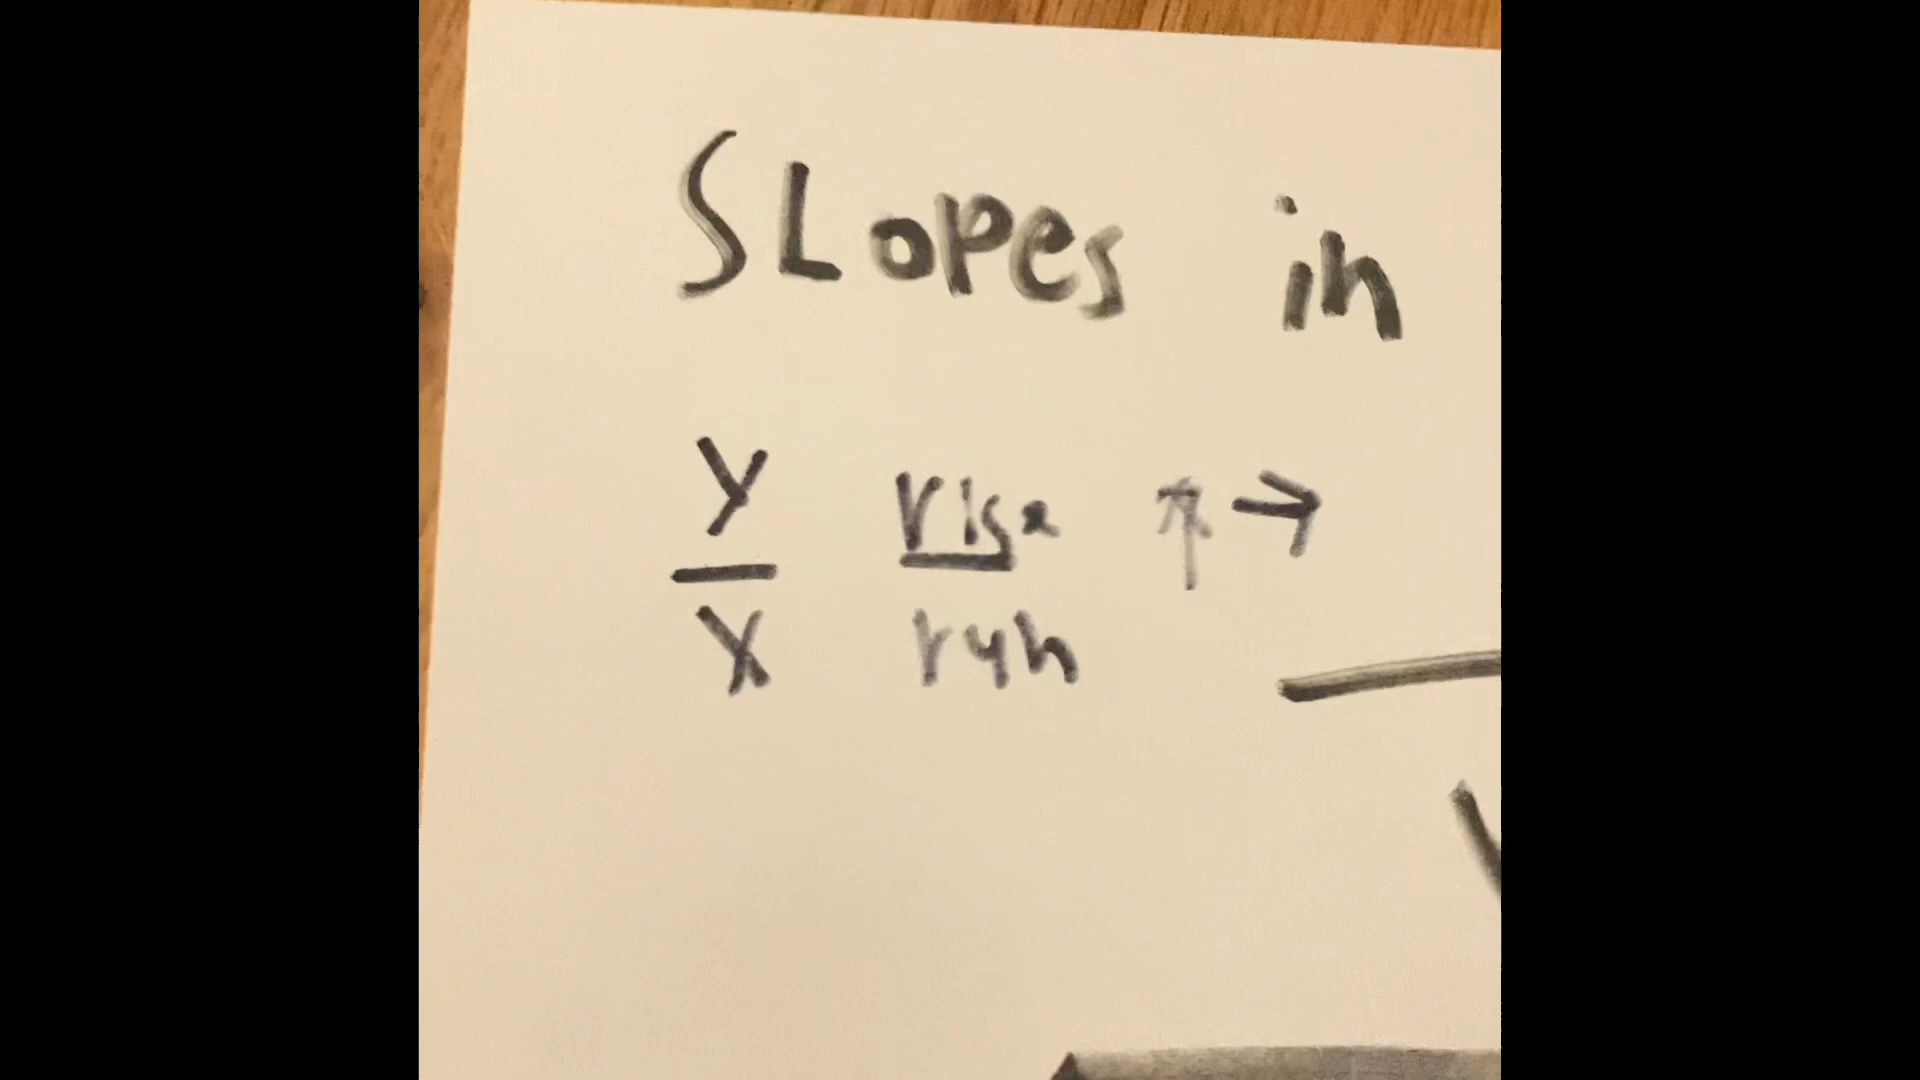 SLopes in
Y rise ↑ →
X run